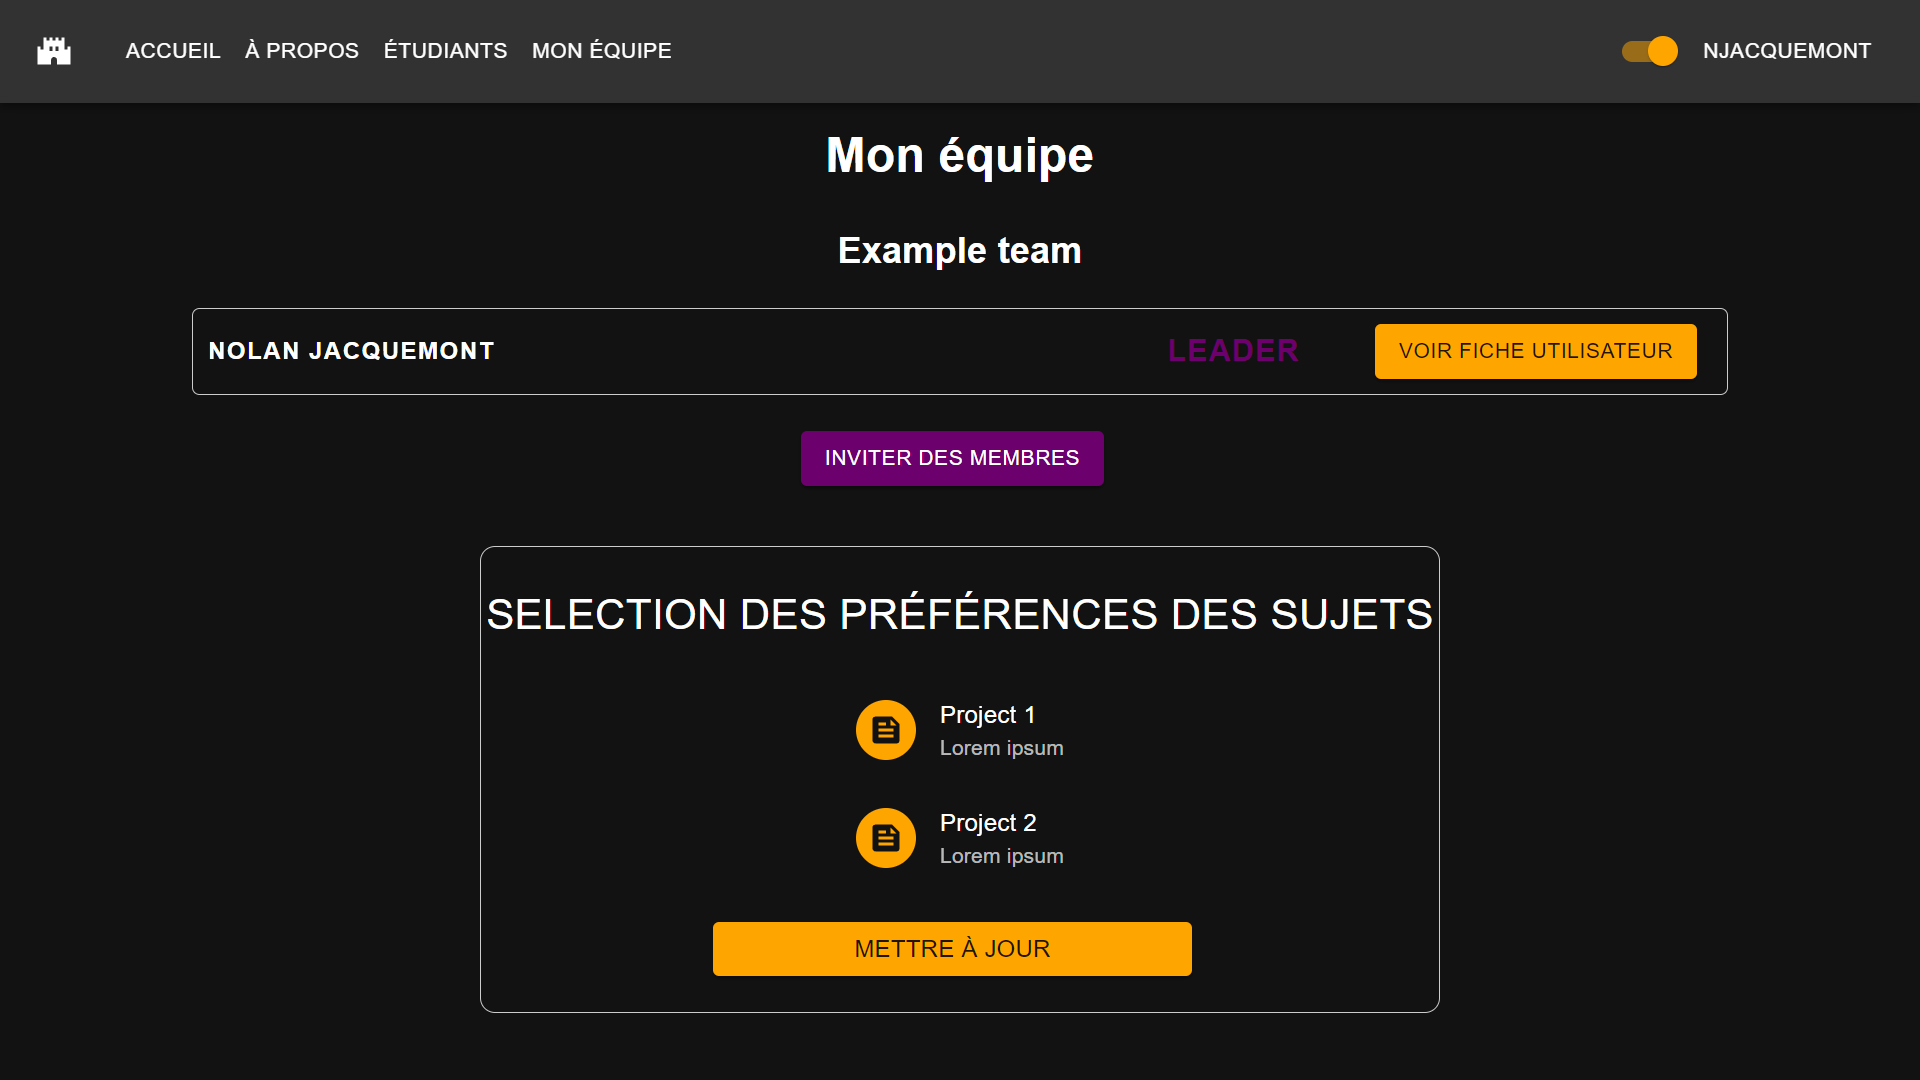 ACCUEIL À PROPOS ÉTUDIANTS MON ÉQUIPE NJACQUEMONT
Mon équipe
Example team
NOLAN JACQUEMONT LEADER VOIR FICHE UTILISATEUR
INVITER DES MEMBRES
SELECTION DES PRÉFÉRENCES DES SUJETS
Project 1
Lorem ipsum
Project 2
Lorem ipsum
METTRE À JOUR